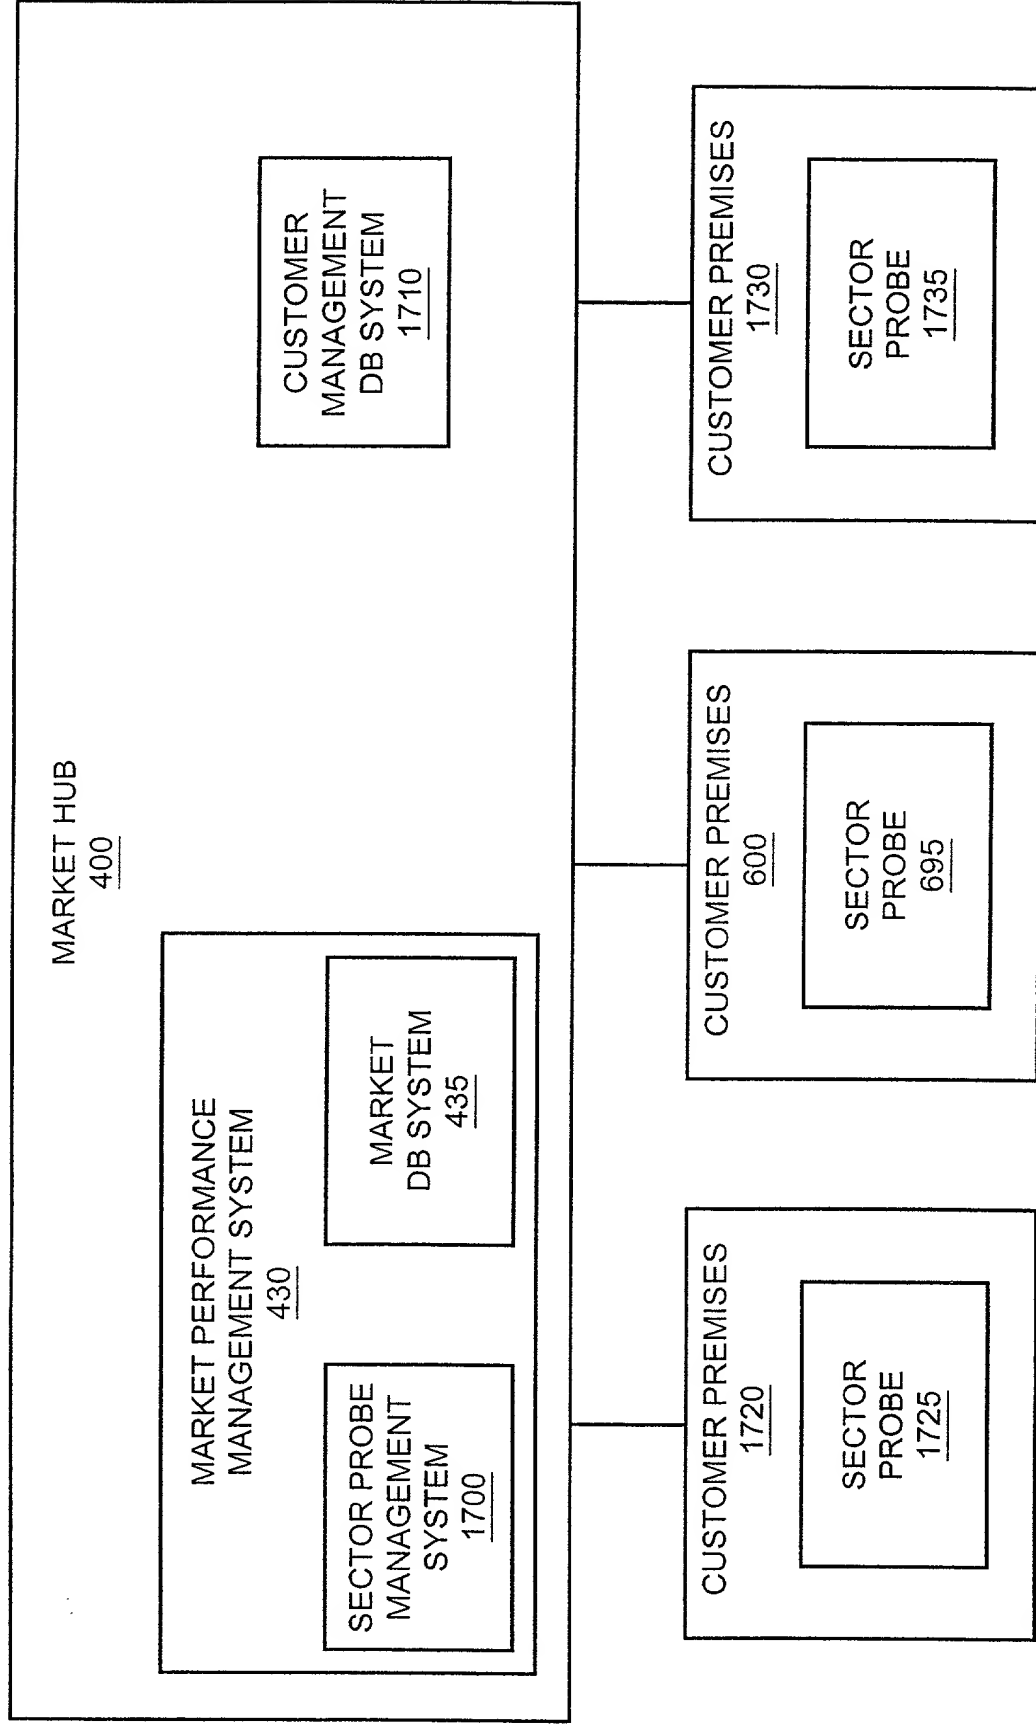 MARKET HUB
400
MARKET PERFORMANCE
MANAGEMENT SYSTEM
430
SECTOR PROBE
MANAGEMENT
SYSTEM
1700
MARKET
DB SYSTEM
435
CUSTOMER
MANAGEMENT
DB SYSTEM
1710
CUSTOMER PREMISES
1720
SECTOR
PROBE
1725
CUSTOMER PREMISES
600
SECTOR
PROBE
695
CUSTOMER PREMISES
1730
SECTOR
PROBE
1735